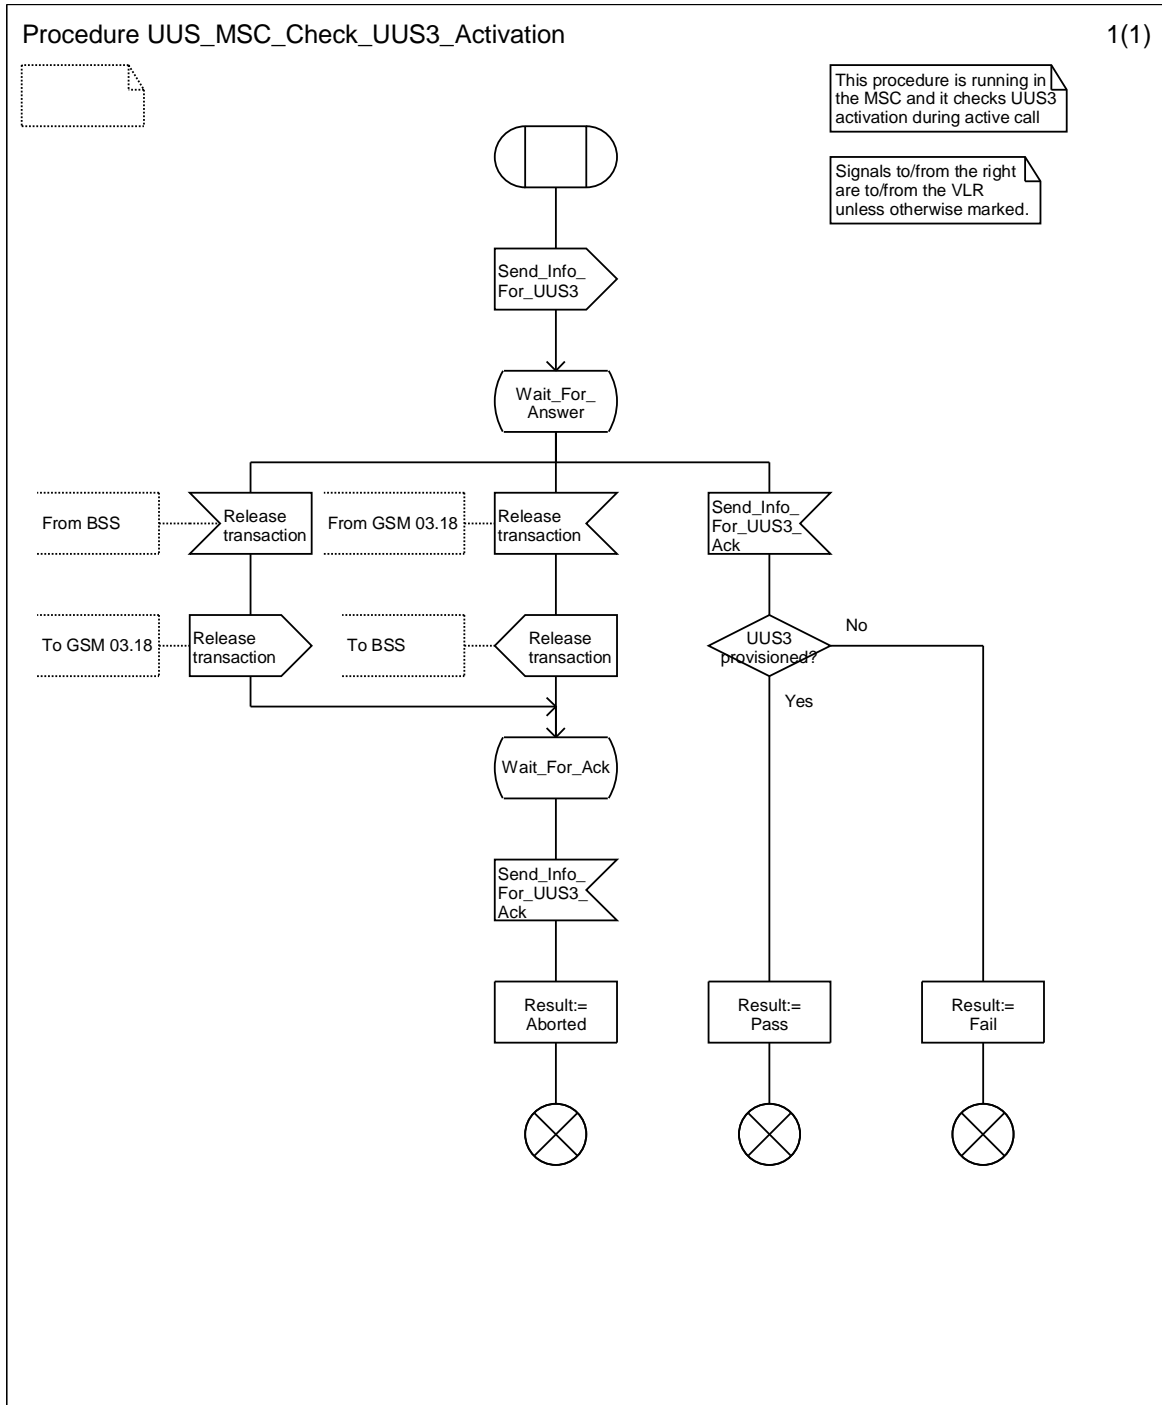 Procedure UUS_MSC_Check_UUS3_Activation
1(1)
This procedure is running in
the MSC and it checks UUS3
activation during active call
Signals to/from the right
are to/from the VLR
unless otherwise marked.
Send_Info_
For_UUS3
Wait_For_
Answer
From BSS
Release
transaction
From GSM 03.18
Release
transaction
Send_Info_
For_UUS3_
Ack
To GSM 03.18
Release
transaction
To BSS
Release
transaction
UUS3
provisioned?
No
Yes
Wait_For_Ack
Send_Info_
For_UUS3_
Ack
Result:=
Aborted
Result:=
Pass
Result:=
Fail